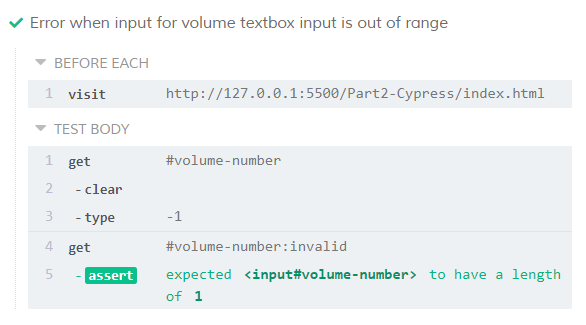 Error when input for volume textbox input is out of range
BEFORE EACH
1 visit http://127.0.0.1:5500/Part2-Cypress/index.html
TEST BODY
1 get #volume-number
2 - clear
3 - type -1
4 get #volume-number:invalid
5 - assert expected <input#volume-number> to have a length
of 1